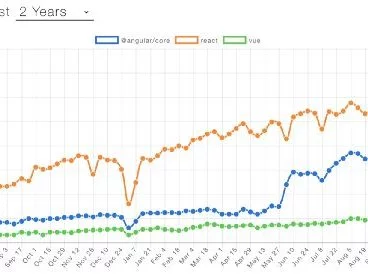 st 2 Years
@angular/core react vue
Sep 17 Oct 1 Oct 15 Oct 29 Nov 12 Nov 26 Dec 10 Dec 24 Jan 7 Jan 21 Feb 4 Feb 18 Mar 4 Mar 18 Apr 1 Apr 15 Apr 29 May 13 May 27 Jun 10 Jun 24 Jul 8 Jul 22 Aug 5 Aug 19